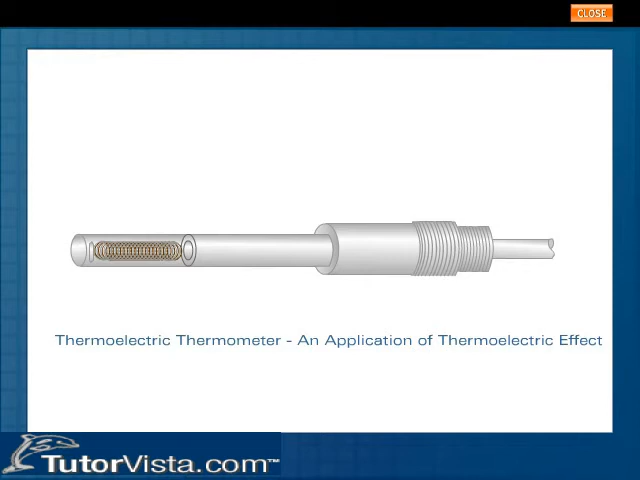 CLOSE
Thermoelectric Thermometer - An Application of Thermoelectric Effect
TutorVista.com™